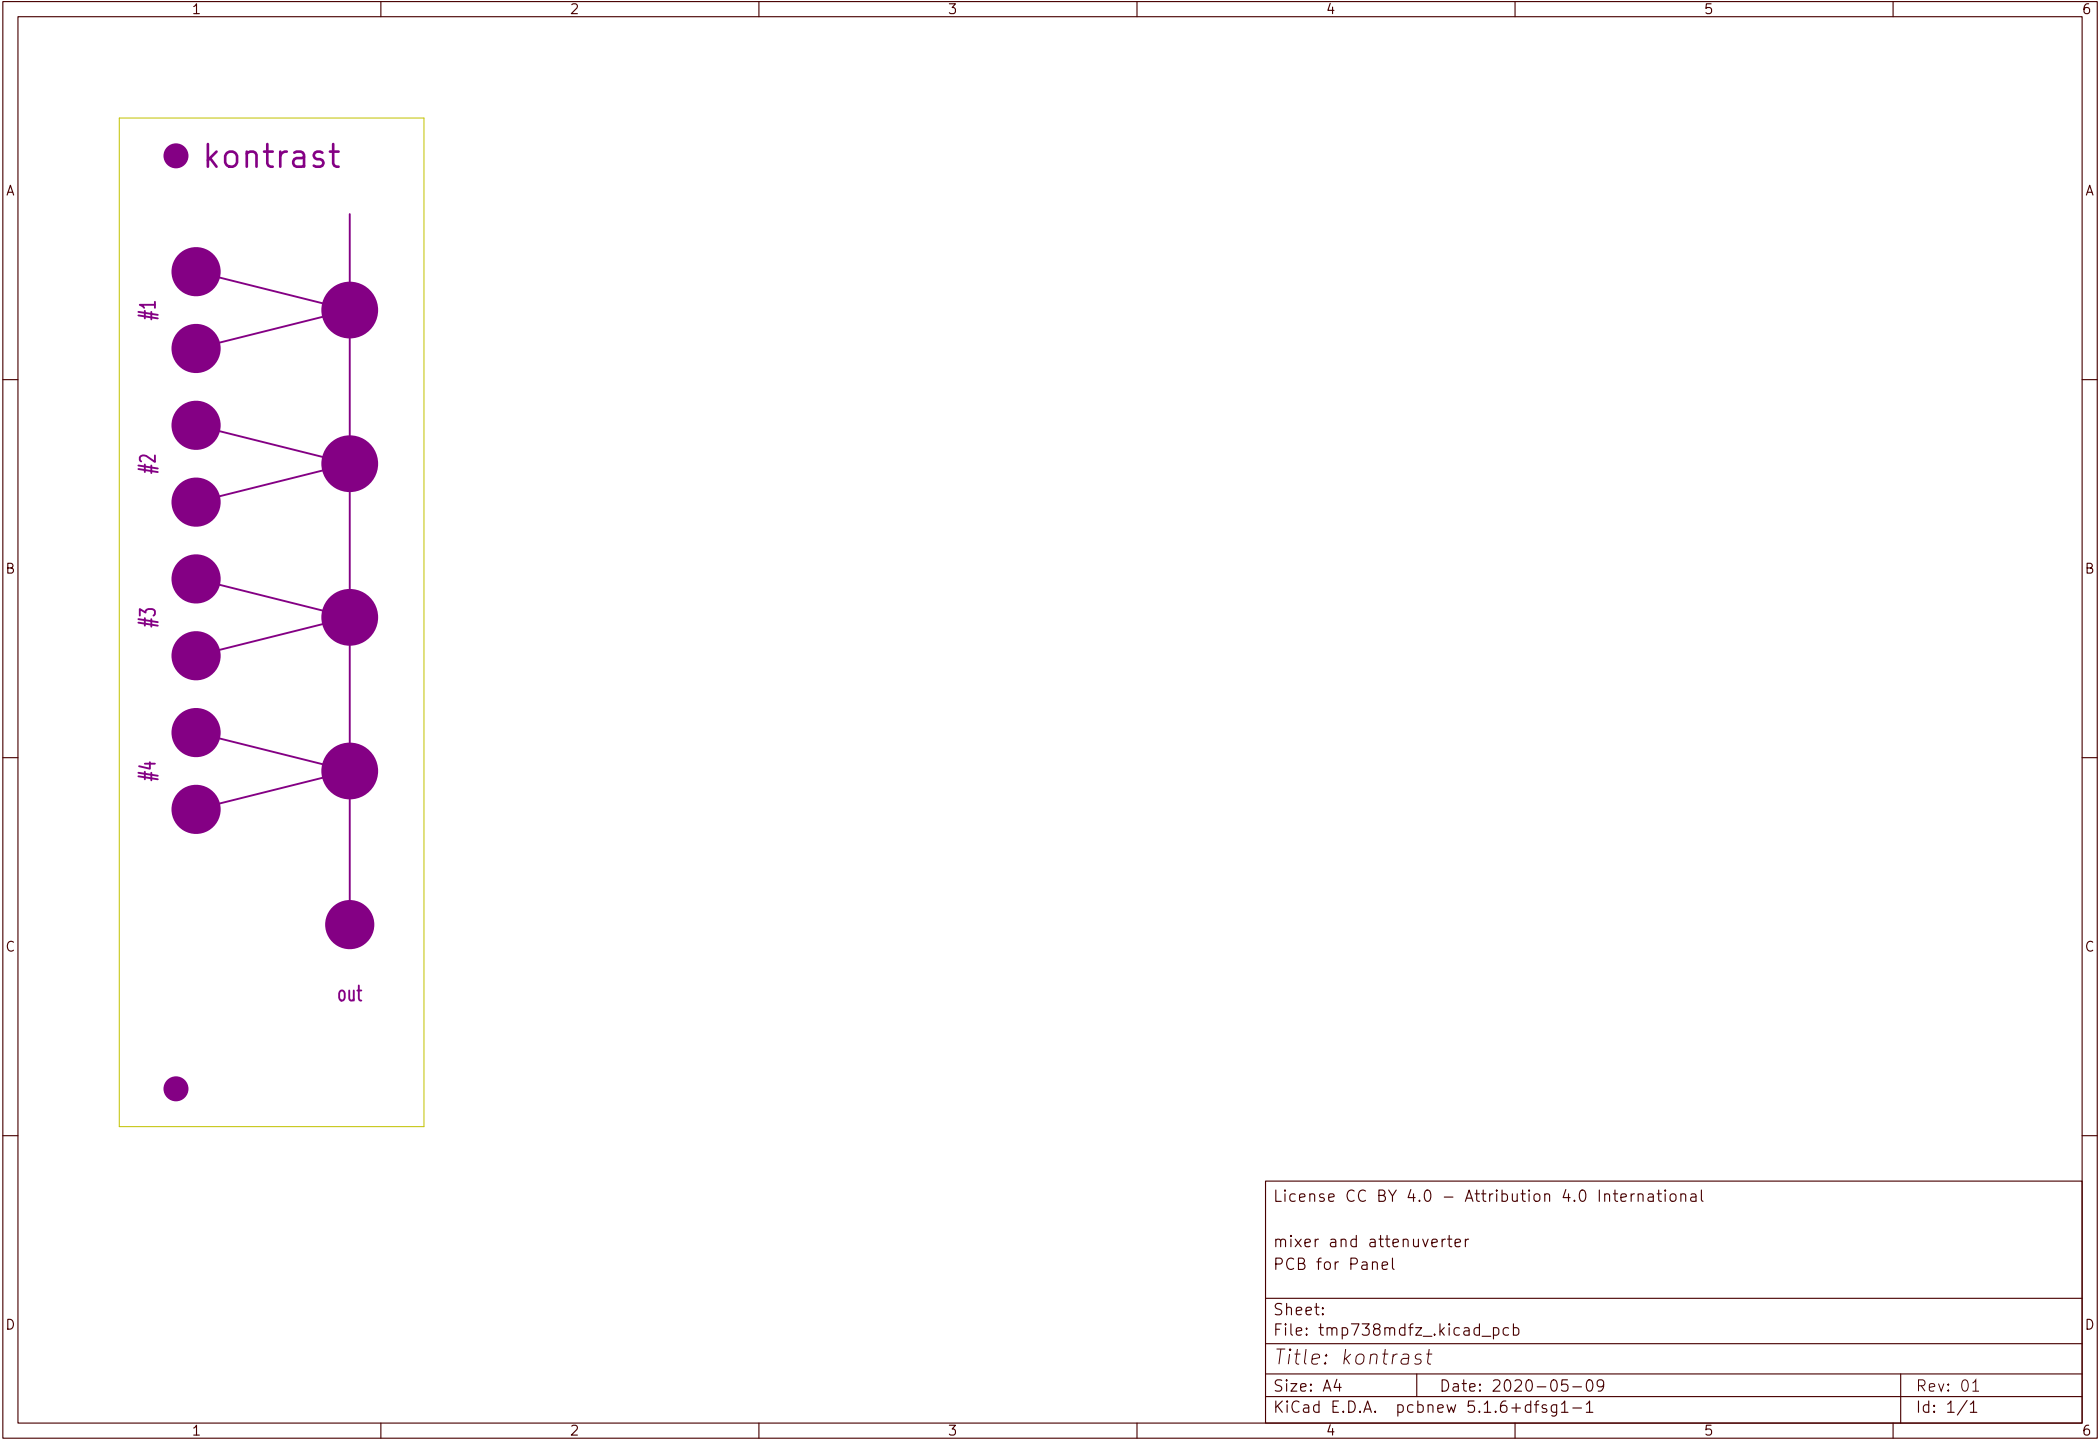 1 2 3 4 5 6
kontrast
A A
#1
#2
B B
#3
#4
C C
out
License CC BY 4.0 – Attribution 4.0 International
mixer and attenuverter
PCB for Panel
Sheet:
File: tmp738mdfz_.kicad_pcb
D D
Title: kontrast
Size: A4 Date: 2020-05-09 Rev: 01
KiCad E.D.A. pcbnew 5.1.6+dfsg1-1 Id: 1/1
1 2 3 4 5 6